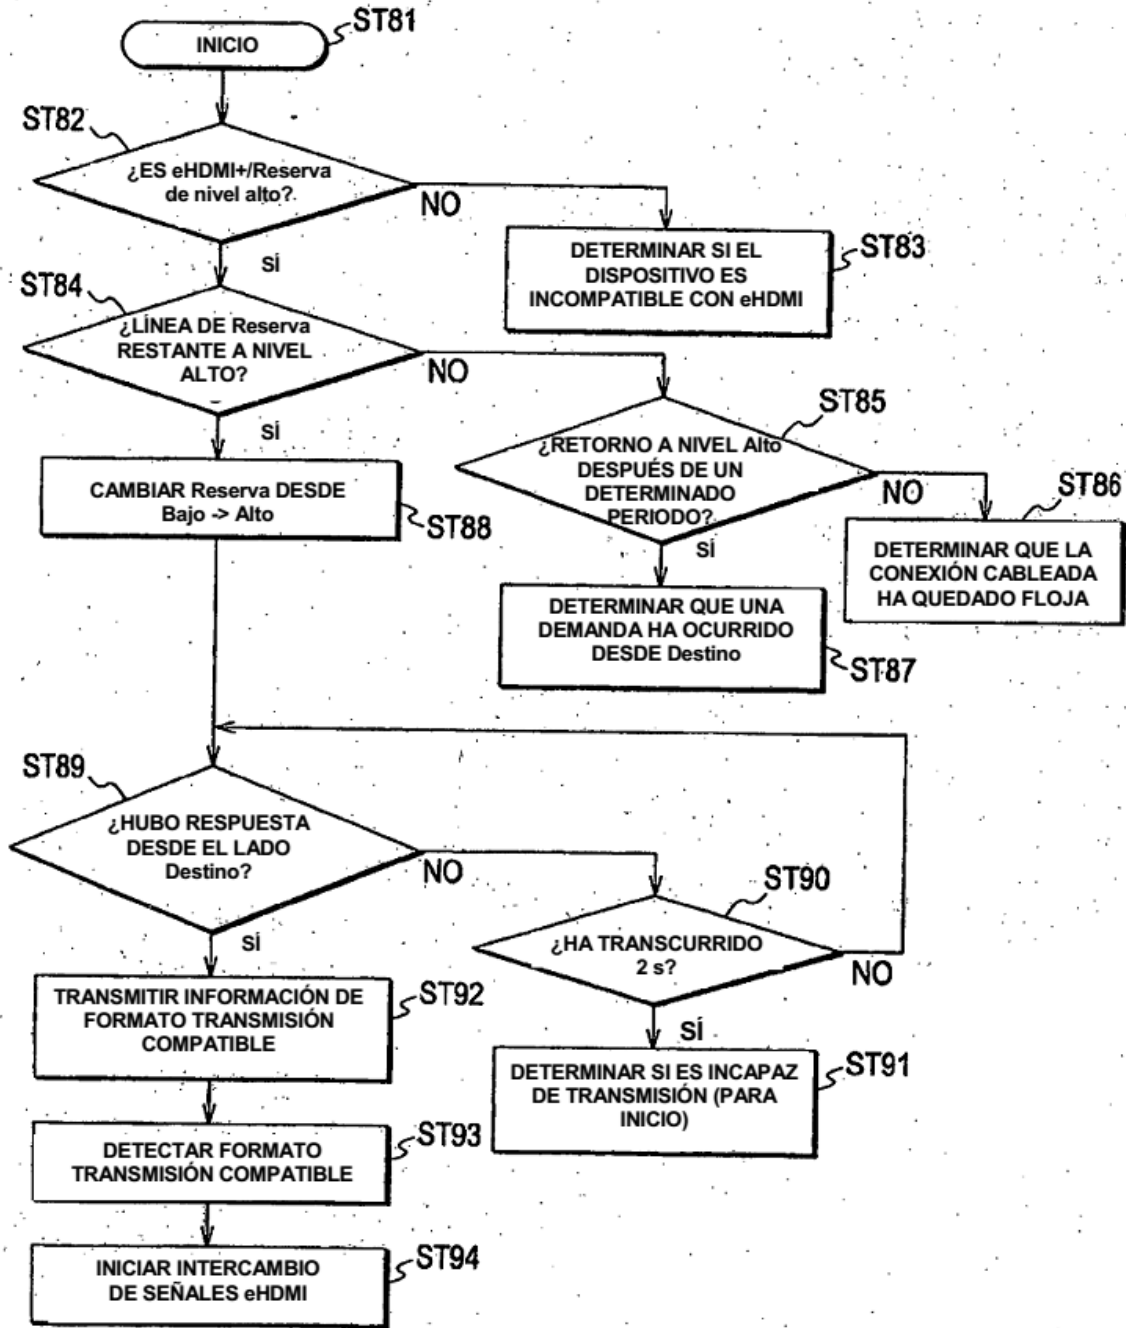 ST81
INICIO
ST82
¿ES eHDMI+/Reserva
de nivel alto?
NO
SÍ
ST83
DETERMINAR SI EL
DISPOSITIVO ES
INCOMPATIBLE CON eHDMI
ST84
¿LÍNEA DE Reserva
RESTANTE A NIVEL
ALTO?
NO
SÍ
ST85
¿RETORNO A NIVEL Alto
DESPUÉS DE UN
DETERMINADO
PERIODO?
NO
SÍ
ST86
DETERMINAR QUE LA
CONEXIÓN CABLEADA
HA QUEDADO FLOJA
CAMBIAR Reserva DESDE
Bajo -> Alto
ST88
DETERMINAR QUE UNA
DEMANDA HA OCURRIDO
DESDE Destino
ST87
ST89
¿HUBO RESPUESTA
DESDE EL LADO
Destino?
NO
SÍ
ST90
¿HA TRANSCURRIDO
2 s?
NO
SÍ
TRANSMITIR INFORMACIÓN DE
FORMATO TRANSMISIÓN
COMPATIBLE
ST92
DETERMINAR SI ES INCAPAZ
DE TRANSMISIÓN (PARA
INICIO)
ST91
DETECTAR FORMATO
TRANSMISIÓN COMPATIBLE
ST93
INICIAR INTERCAMBIO
DE SEÑALES eHDMI
ST94